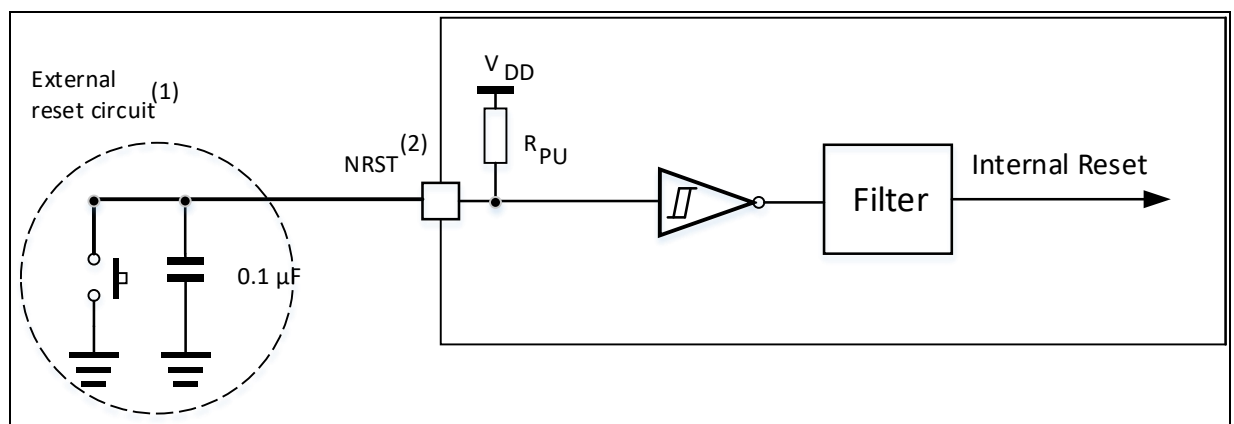 External
reset circuit(1)
V DD
NRST(2)
R PU
Internal Reset
Filter
0.1 μF